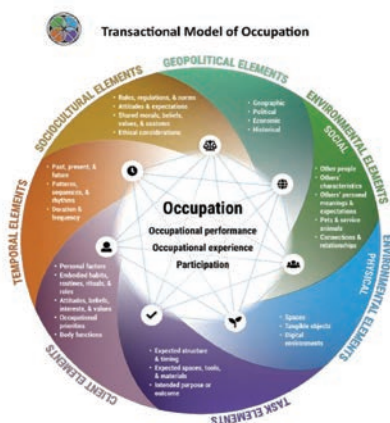 Transactional Model of Occupation
GEOPOLITICAL ELEMENTS
• Geographic
• Political
• Economic
• Historical
ENVIRONMENTAL ELEMENTS
SOCIAL
• Other people
• Others'
characteristics
• Others' personal
meanings &
expectations
• Pets & service
animals
• Connections &
relationships
ENVIRONMENTAL ELEMENTS
PHYSICAL
• Spaces
• Tangible objects
• Digital
environments
TASK ELEMENTS
• Expected structure
& timing
• Expected spaces, tools,
& materials
• Intended purpose or
outcome
CLIENT ELEMENTS
• Personal factors
• Embodied habits,
routines, rituals, &
roles
• Attitudes, beliefs,
interests, & values
• Occupational
priorities
• Body functions
TEMPORAL ELEMENTS
• Past, present, &
future
• Patterns,
sequences, &
rhythms
• Duration &
frequency
SOCIOCULTURAL ELEMENTS
• Rules, regulations, & norms
• Attitudes & expectations
• Shared morals, beliefs,
values, & customs
• Ethical considerations
Occupation
Occupational performance
Occupational experience
Participation